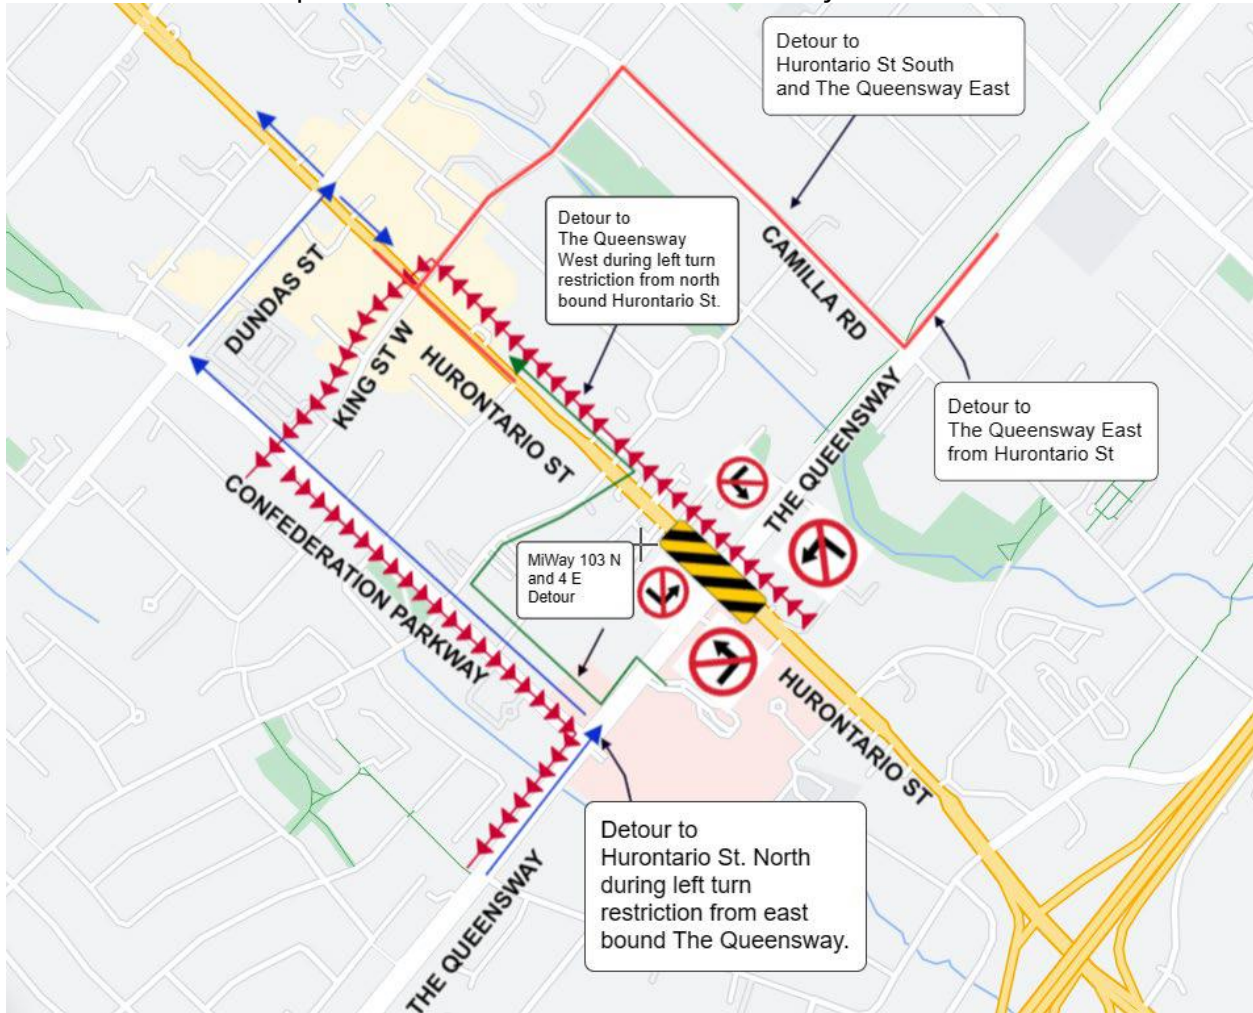 Detour to
Hurontario St South
and The Queensway East
Detour to
The Queensway
West during left turn
restriction from north
bound Hurontario St.
CAMILLA RD
DUNDAS ST
KING ST W
HURONTARIO ST
THE QUEENSWAY
Detour to
The Queensway East
from Hurontario St
CONFEDERATION PARKWAY
MiWay 103 N
and 4 E
Detour
HURONTARIO ST
Detour to
Hurontario St. North
during left turn
restriction from east
bound The Queensway.
THE QUEENSWAY